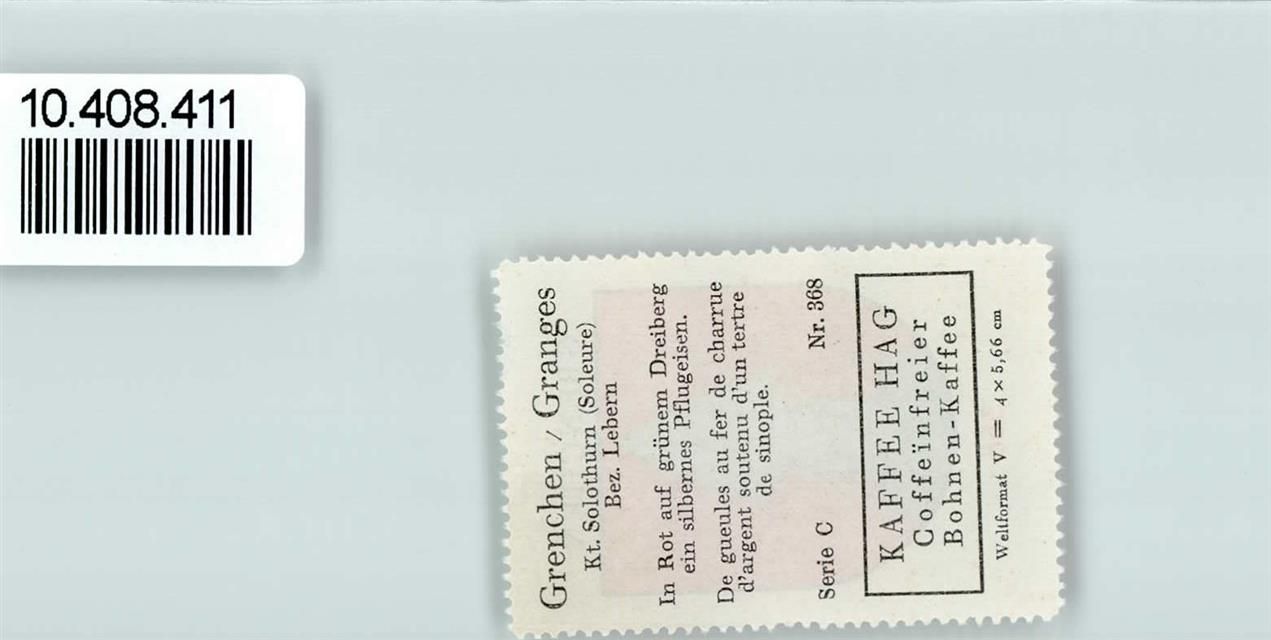 10.408.411
Grenchen / Granges
Kt. Solothurn (Soleure)
Bez. Lebern
In Rot auf grünem Dreiberg
ein silbernes Pflugeisen.
De gueules au fer de charrue
d'argent soutenu d'un tertre
de sinople.
Serie C Nr. 368
KAFFEE HAG
Coffeïnfreier
Bohnen-Kaffee
Weltformat V = 4 × 5,66 cm